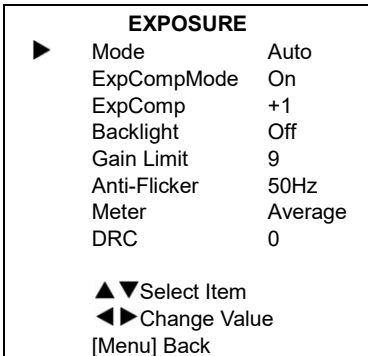 EXPOSURE
▶ Mode Auto
ExpCompMode On
ExpComp +1
Backlight Off
Gain Limit 9
Anti-Flicker 50Hz
Meter Average
DRC 0
▲▼Select Item
◀▶Change Value
[Menu] Back